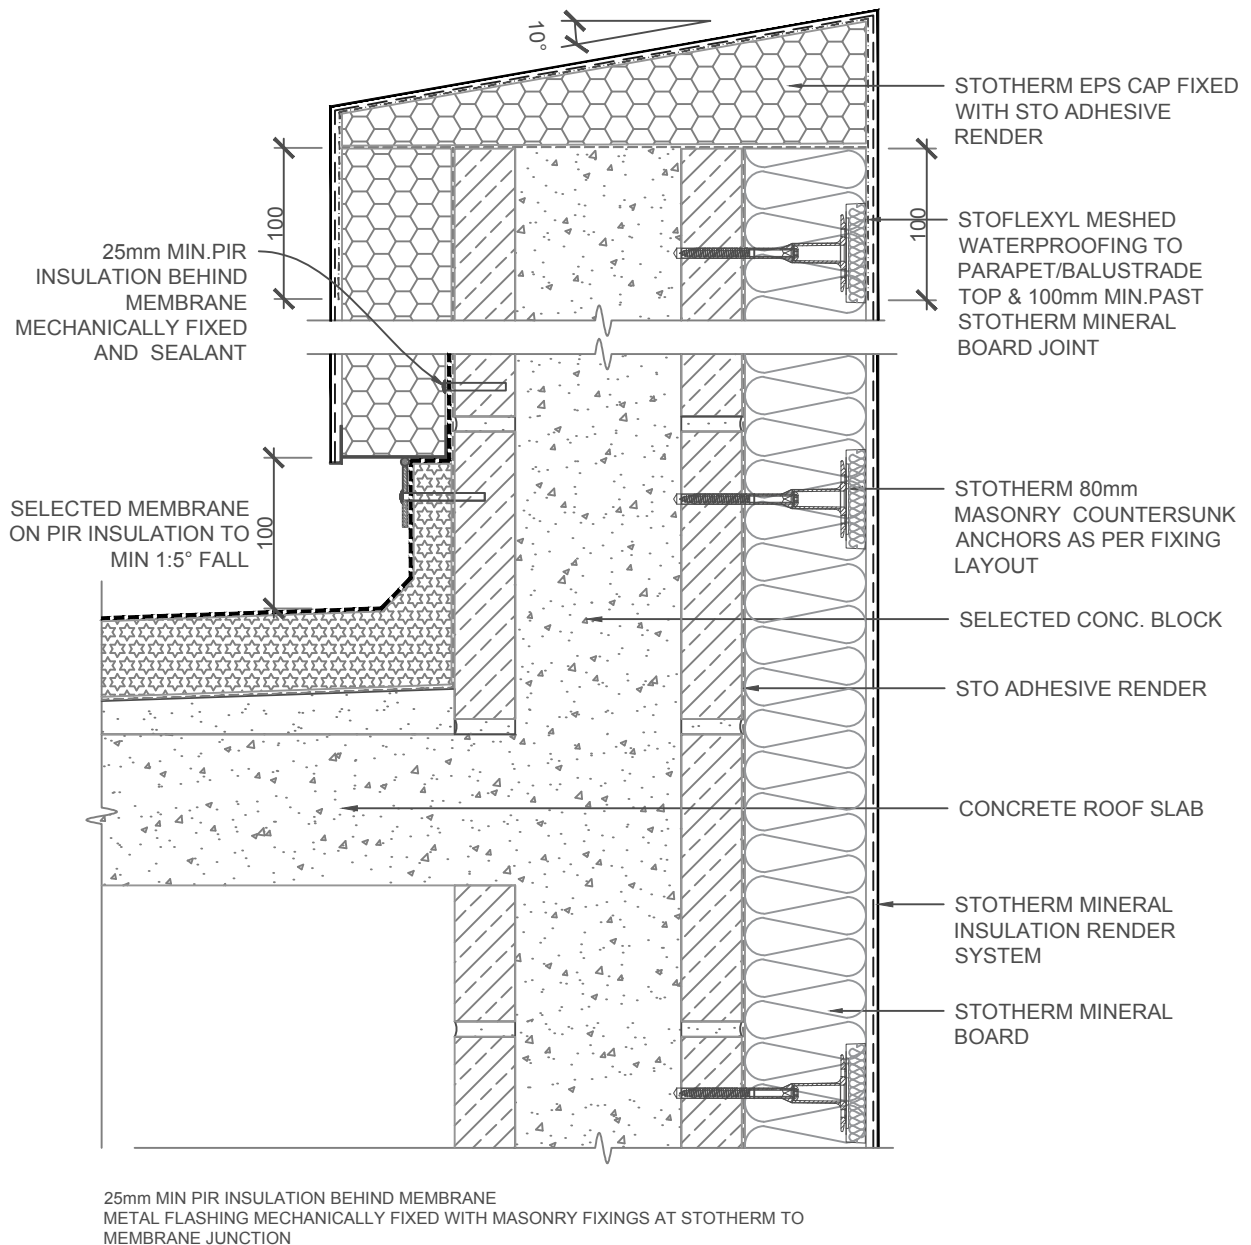 10°
STOTHERM EPS CAP FIXED
WITH STO ADHESIVE
RENDER
100
100
25mm MIN.PIR
INSULATION BEHIND
MEMBRANE
MECHANICALLY FIXED
AND SEALANT
STOFLEXYL MESHED
WATERPROOFING TO
PARAPET/BALUSTRADE
TOP & 100mm MIN.PAST
STOTHERM MINERAL
BOARD JOINT
SELECTED MEMBRANE
ON PIR INSULATION TO
MIN 1:5° FALL
100
STOTHERM 80mm
MASONRY COUNTERSUNK
ANCHORS AS PER FIXING
LAYOUT
SELECTED CONC. BLOCK
STO ADHESIVE RENDER
CONCRETE ROOF SLAB
STOTHERM MINERAL
INSULATION RENDER
SYSTEM
STOTHERM MINERAL
BOARD
25mm MIN PIR INSULATION BEHIND MEMBRANE
METAL FLASHING MECHANICALLY FIXED WITH MASONRY FIXINGS AT STOTHERM TO
MEMBRANE JUNCTION